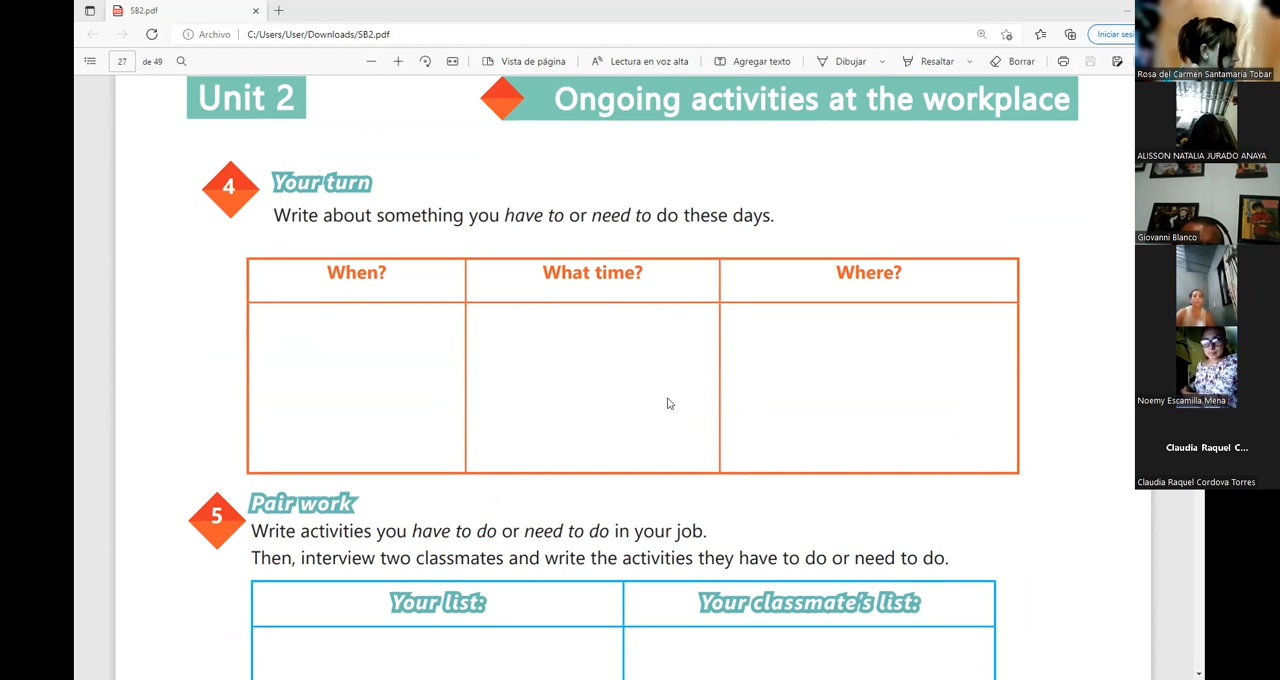 SB2.pdf
Archivo
C:/Users/User/Downloads/SB2.pdf
Iniciar sesi
27 de 49
Vista de página
Lectura en voz alta
Agregar texto
Dibujar
Resaltar
Borrar
Unit 2
Ongoing activities at the workplace
4
Your turn
Write about something you have to or need to do these days.
When?
What time?
Where?
5
Pair work
Write activities you have to do or need to do in your job.
Then, interview two classmates and write the activities they have to do or need to do.
Your list:
Your classmate's list:
Rosa del Carmen Santamaria Tobar
ALISSON NATALIA JURADO ANAYA
Giovanni Blanco
Noemy Escamilla Mena
Claudia Raquel C...
Claudia Raquel Cordova Torres